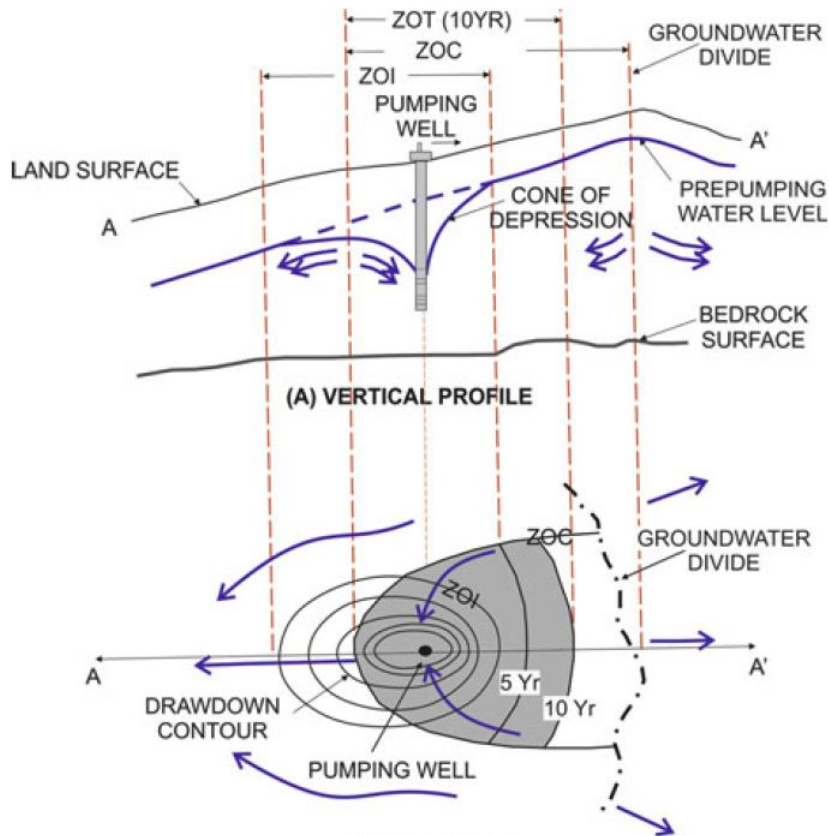 ZOT (10YR)
ZOC
ZOI
GROUNDWATER
DIVIDE
PUMPING
WELL
A'
LAND SURFACE
CONE OF
DEPRESSION
PREPUMPING
WATER LEVEL
A
BEDROCK
SURFACE
(A) VERTICAL PROFILE
ZOC
GROUNDWATER
DIVIDE
ZOI
A
A'
5 Yr
10 Yr
DRAWDOWN
CONTOUR
PUMPING WELL